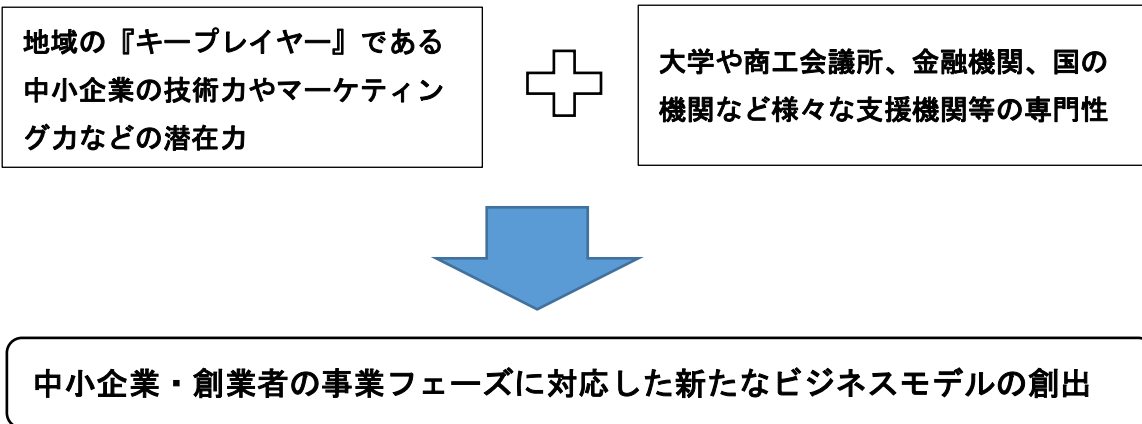 地域の『キープレイヤー』である
中小企業の技術力やマーケティン
グ力などの潜在力
大学や商工会議所、金融機関、国の
機関など様々な支援機関等の専門性
中小企業・創業者の事業フェーズに対応した新たなビジネスモデルの創出